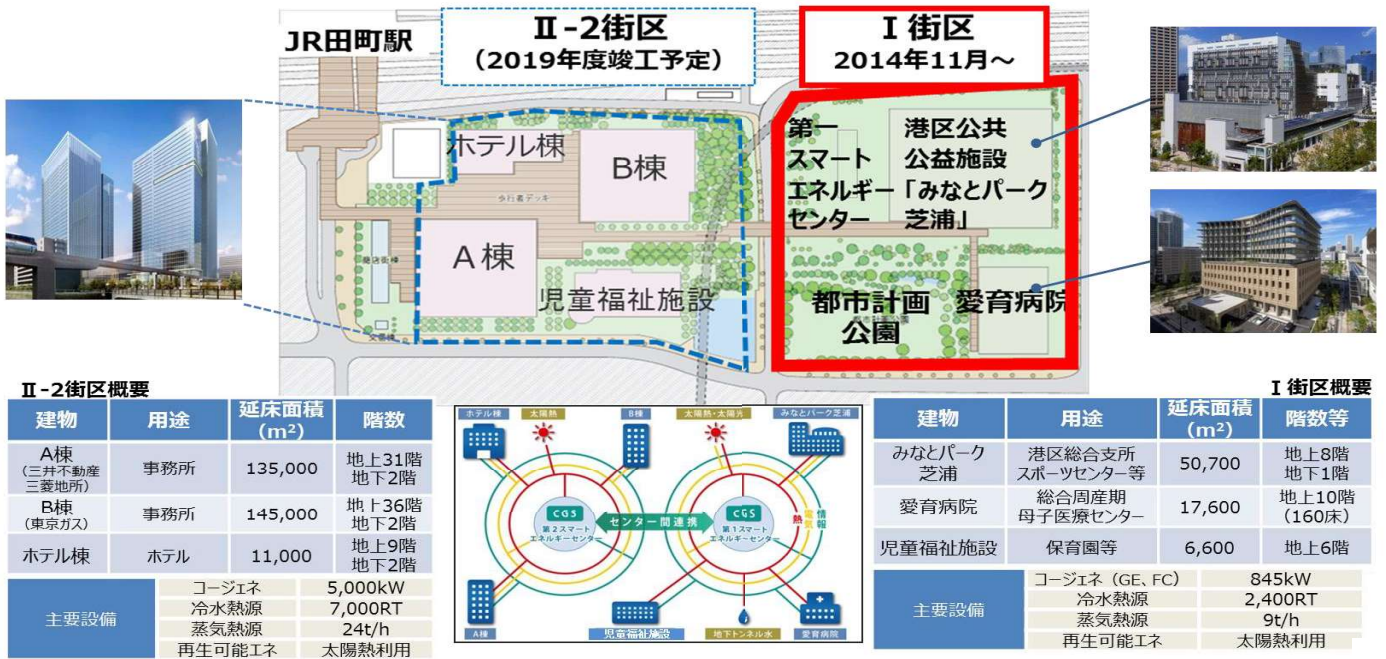 JR田町駅
Ⅱ-2街区
(2019年度竣工予定)
Ⅰ街区
2014年11月～
ホテル棟
B棟
歩行者デッキ
A棟
児童福祉施設
第一
スマート
エネルギー
センター
港区公共
公益施設
「みなとパーク
芝浦」
都市計画
公園
都市計画公園
愛育病院
Ⅱ-2街区概要
建物 用途 延床面積 階数
(m²)
A棟
(三井不動産
三菱地所)
事務所 135,000 地上31階
地下2階
B棟
(東京ガス)
事務所 145,000 地上36階
地下2階
ホテル棟 ホテル 11,000 地上9階
地下2階
主要設備
コージェネ 5,000kW
冷水熱源 7,000RT
蒸気熱源 24t/h
再生可能エネ 太陽熱利用
ホテル棟 太陽熱 B棟 太陽熱・太陽光 みなとパーク芝浦
CGS
第2スマート
エネルギーセンター
センター間連携
CGS
第1スマート
エネルギーセンター
熱 電気 情報
A棟 児童福祉施設 地下トンネル水 愛育病院
Ⅰ街区概要
建物 用途 延床面積 階数等
(m²)
みなとパーク
芝浦
港区総合支所
スポーツセンター等
50,700 地上8階
地下1階
愛育病院 総合周産期
母子医療センター
17,600 地上10階
(160床)
児童福祉施設 保育園等 6,600 地上6階
主要設備
コージェネ（GE、FC） 845kW
冷水熱源 2,400RT
蒸気熱源 9t/h
再生可能エネ 太陽熱利用